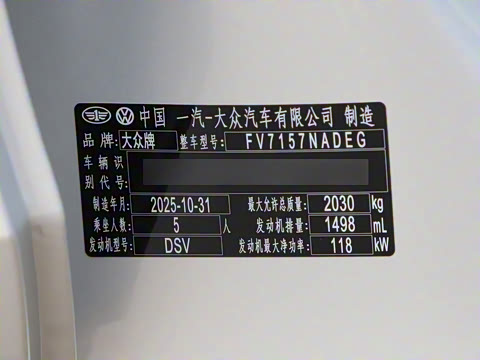 中国 一汽-大众汽车有限公司 制造
品牌: 大众牌 整车型号: FV7157NADEG
车辆识
别代号:
制造年月: 2025-10-31 最大允许总质量: 2030 kg
乘坐人数: 5 人 发动机排量: 1498 mL
发动机型号: DSV 发动机最大净功率: 118 kW